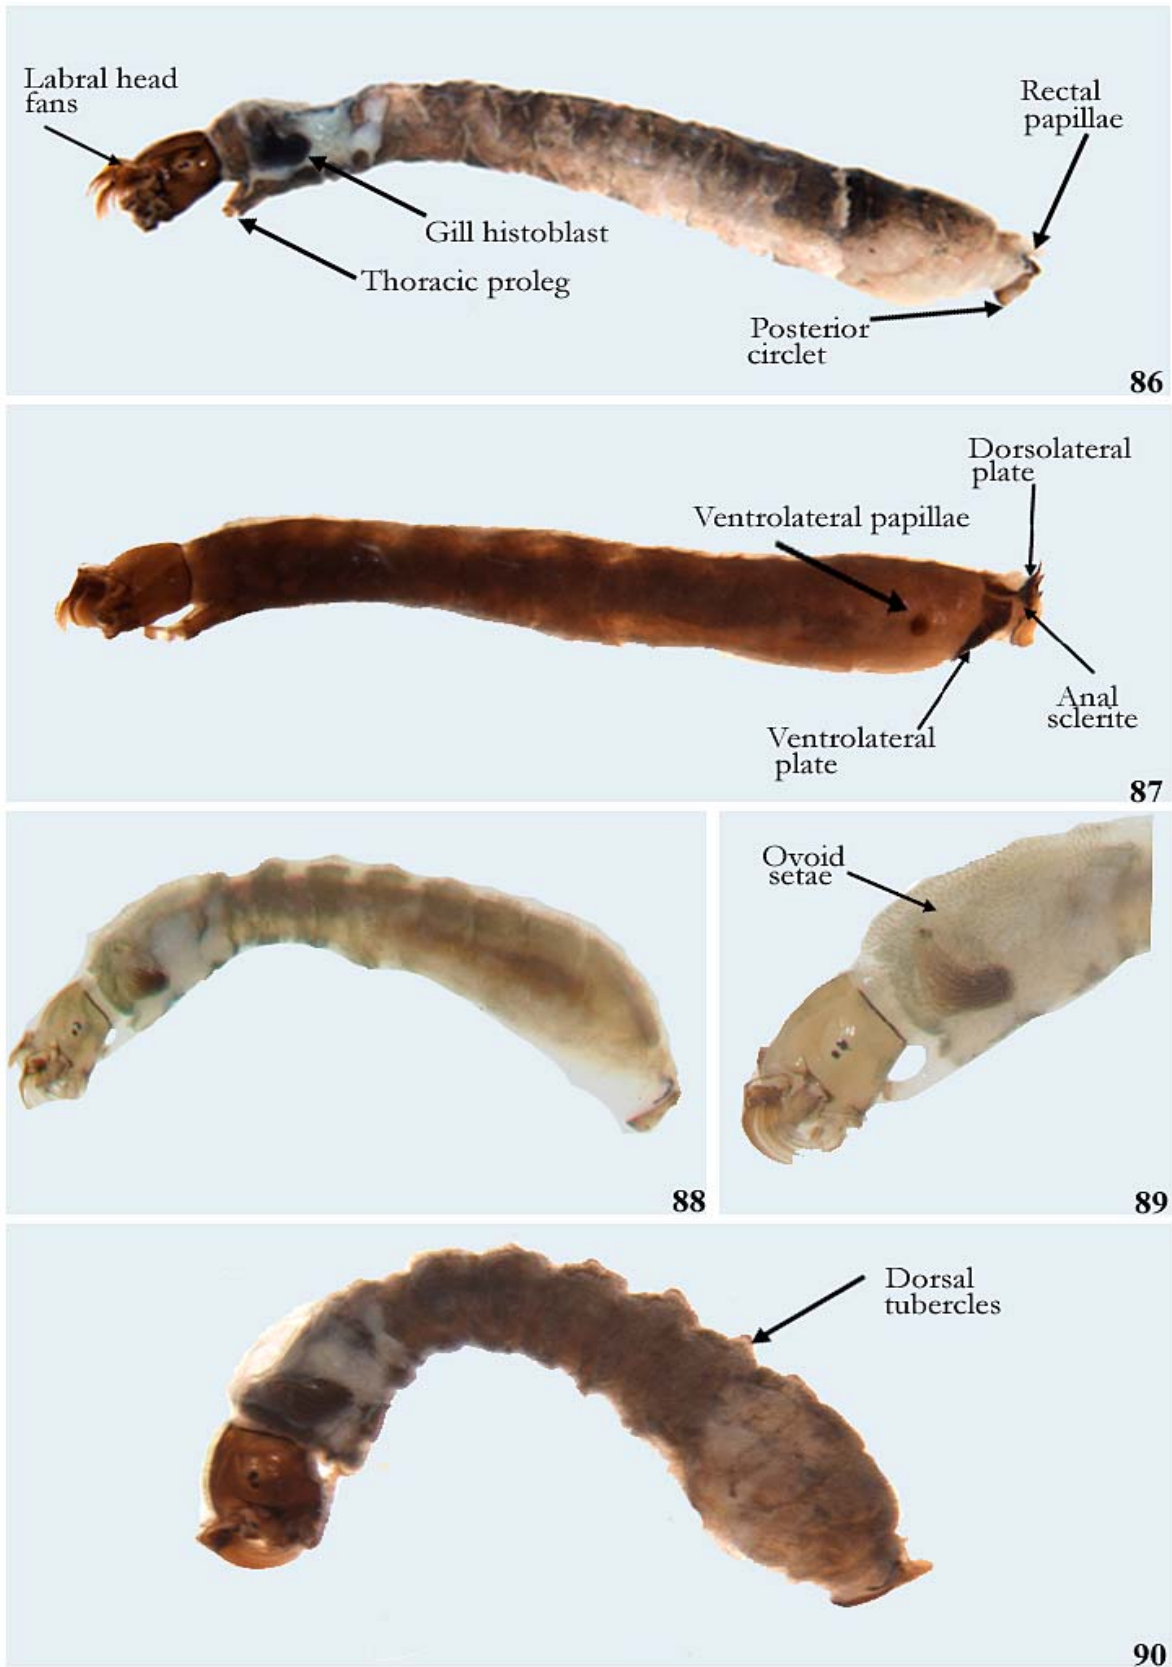 Labral head
fans
Rectal
papillae
Gill histoblast
Thoracic proleg
Posterior
circlet
86
Dorsolateral
plate
Ventrolateral papillae
Anal
sclerite
Ventrolateral
plate
87
88
Ovoid
setae
89
Dorsal
tubercles
90